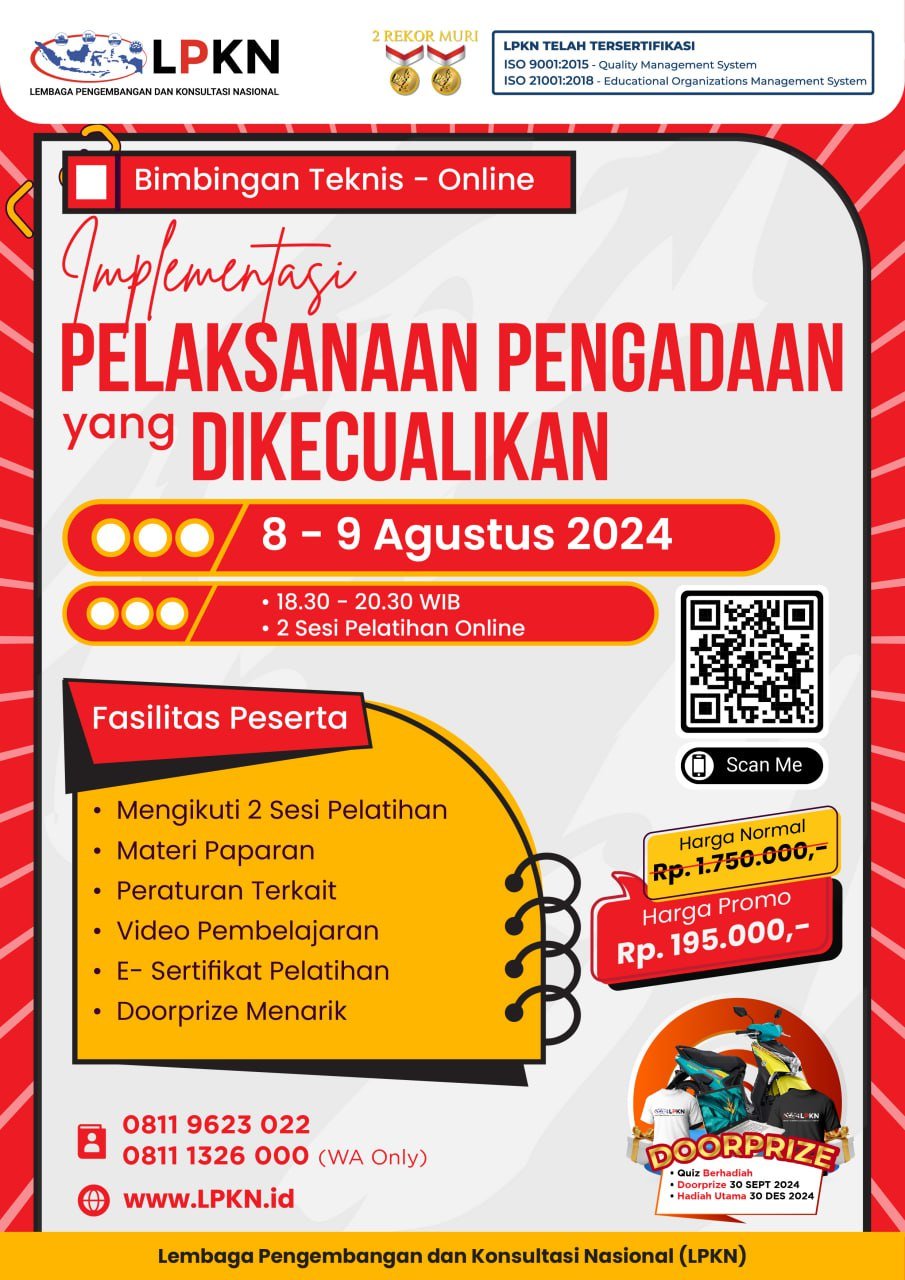 LPKN
LEMBAGA PENGEMBANGAN DAN KONSULTASI NASIONAL
2 REKOR MURI
LPKN TELAH TERSERTIFIKASI
ISO 9001:2015 - Quality Management System
ISO 21001:2018 - Educational Organizations Management System
Bimbingan Teknis - Online
Implementasi
PELAKSANAAN PENGADAAN
yang DIKECUALIKAN
8 - 9 Agustus 2024
• 18.30 - 20.30 WIB
• 2 Sesi Pelatihan Online
Scan Me
Fasilitas Peserta
• Mengikuti 2 Sesi Pelatihan
• Materi Paparan
• Peraturan Terkait
• Video Pembelajaran
• E- Sertifikat Pelatihan
• Doorprize Menarik
Harga Normal
Rp. 1.750.000,-
Harga Promo
Rp. 195.000,-
LPKN
LPKN
DOORPRIZE
• Quiz Berhadiah
• Doorprize 30 SEPT 2024
• Hadiah Utama 30 DES 2024
0811 9623 022
0811 1326 000 (WA Only)
www.LPKN.id
Lembaga Pengembangan dan Konsultasi Nasional (LPKN)